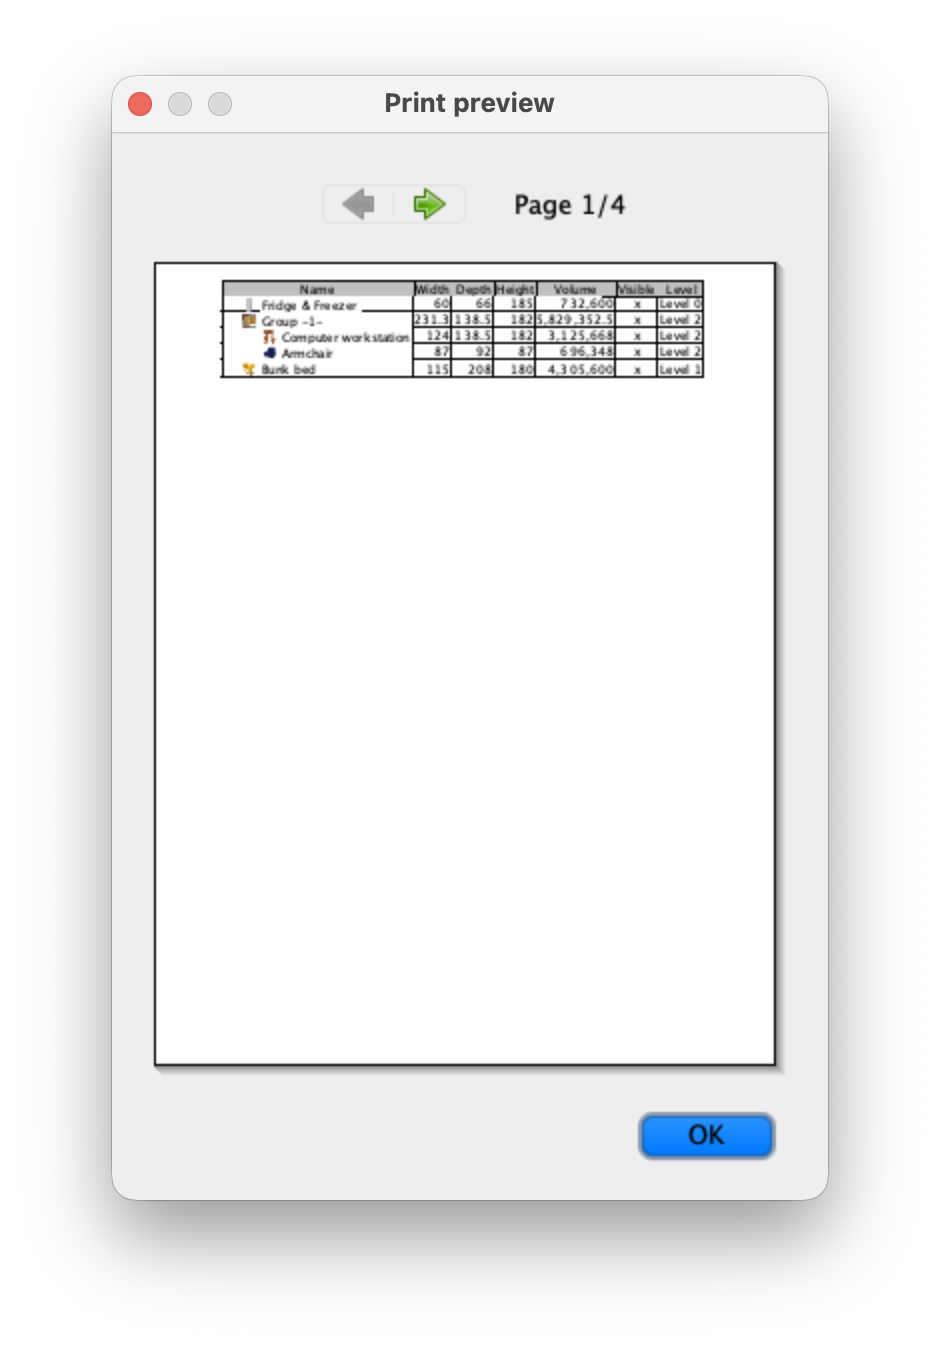 Print preview
Page 1/4
Name Width Depth Height Volume Visible Level
Fridge & Freezer 60 66 185 732,600 x Level 0
Group -1- 231.3 138.5 182 5,829,352.5 x Level 2
Computer workstation 124 138.5 182 3,125,668 x Level 2
Armchair 87 92 87 696,348 x Level 2
Bunk bed 115 208 180 4,305,600 x Level 1
OK